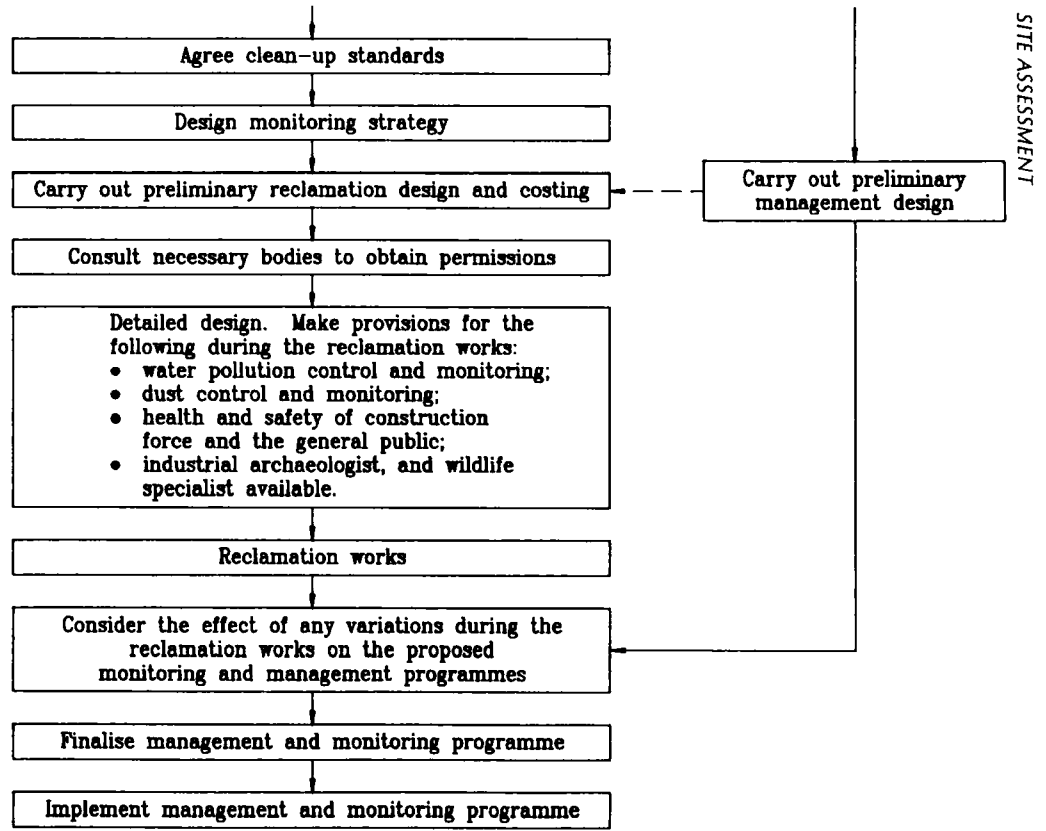 SITE ASSESSMENT
Agree clean-up standards
Design monitoring strategy
Carry out preliminary reclamation design and costing
Carry out preliminary
management design
Consult necessary bodies to obtain permissions
Detailed design. Make provisions for the
following during the reclamation works:
• water pollution control and monitoring;
• dust control and monitoring;
• health and safety of construction
force and the general public;
• industrial archaeologist, and wildlife
specialist available.
Reclamation works
Consider the effect of any variations during the
reclamation works on the proposed
monitoring and management programmes
Finalise management and monitoring programme
Implement management and monitoring programme